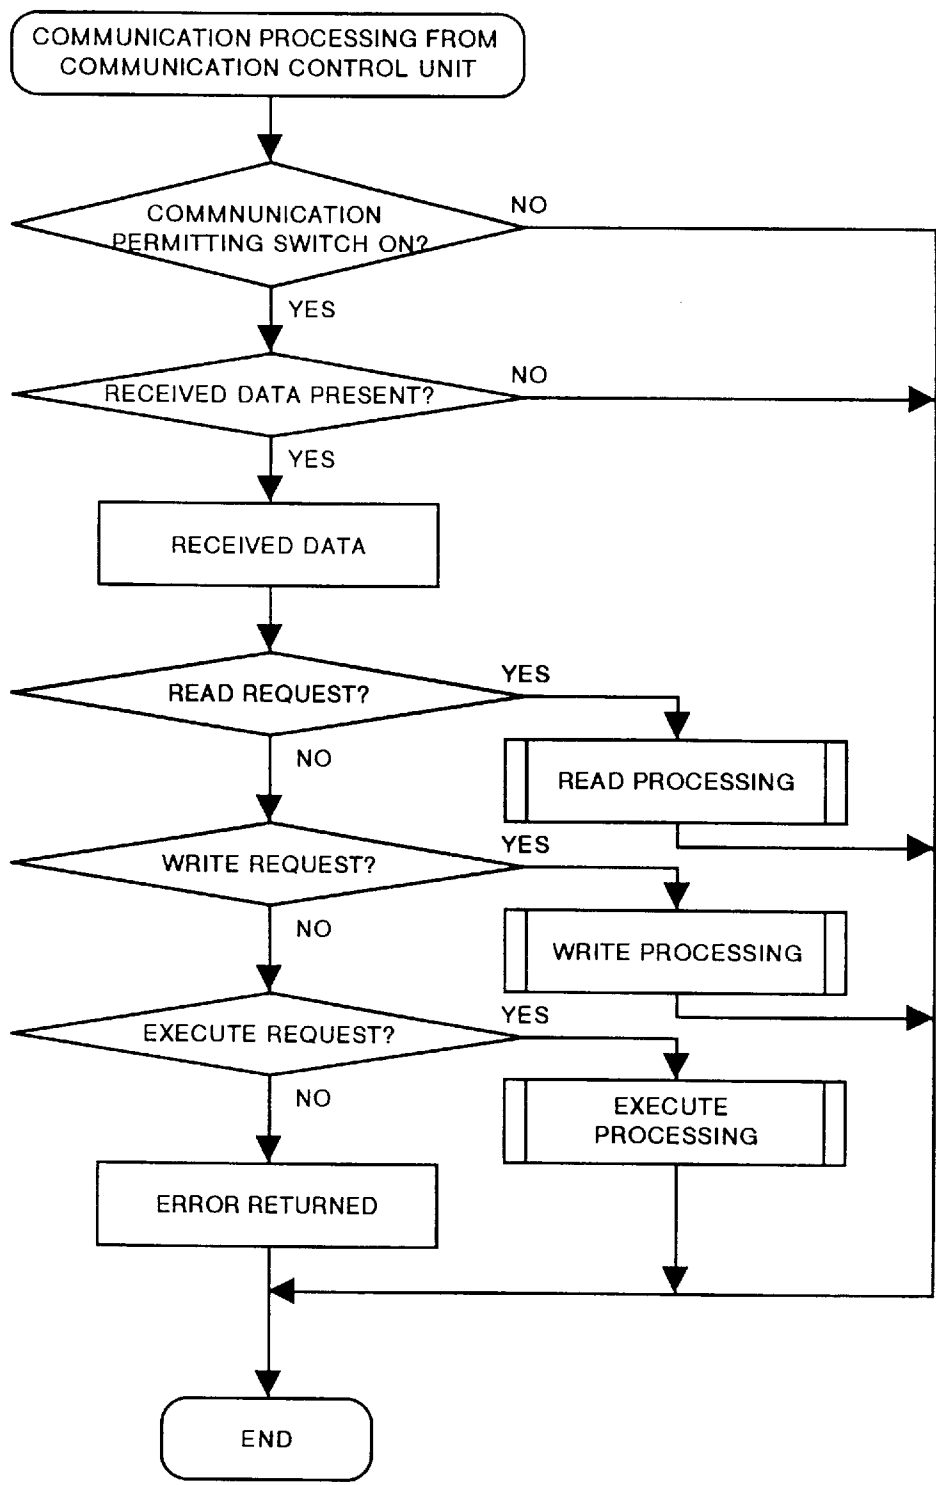 COMMUNICATION PROCESSING FROM
COMMUNICATION CONTROL UNIT
COMMNUNICATION
PERMITTING SWITCH ON?
NO
YES
RECEIVED DATA PRESENT?
NO
YES
RECEIVED DATA
READ REQUEST?
YES
NO
READ PROCESSING
WRITE REQUEST?
YES
NO
WRITE PROCESSING
EXECUTE REQUEST?
YES
NO
EXECUTE
PROCESSING
ERROR RETURNED
END